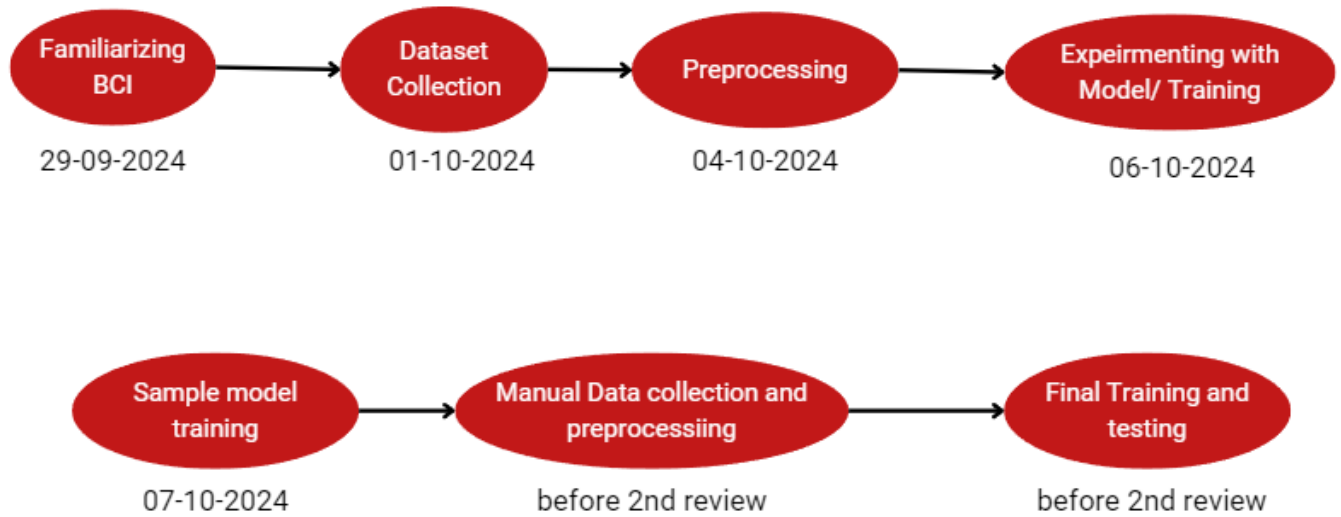 Familiarizing
BCI
Dataset
Collection
Preprocessing
Expeirmenting with
Model/ Training
29-09-2024
01-10-2024
04-10-2024
06-10-2024
Sample model
training
Manual Data collection and
preprocessiing
Final Training and
testing
07-10-2024
before 2nd review
before 2nd review